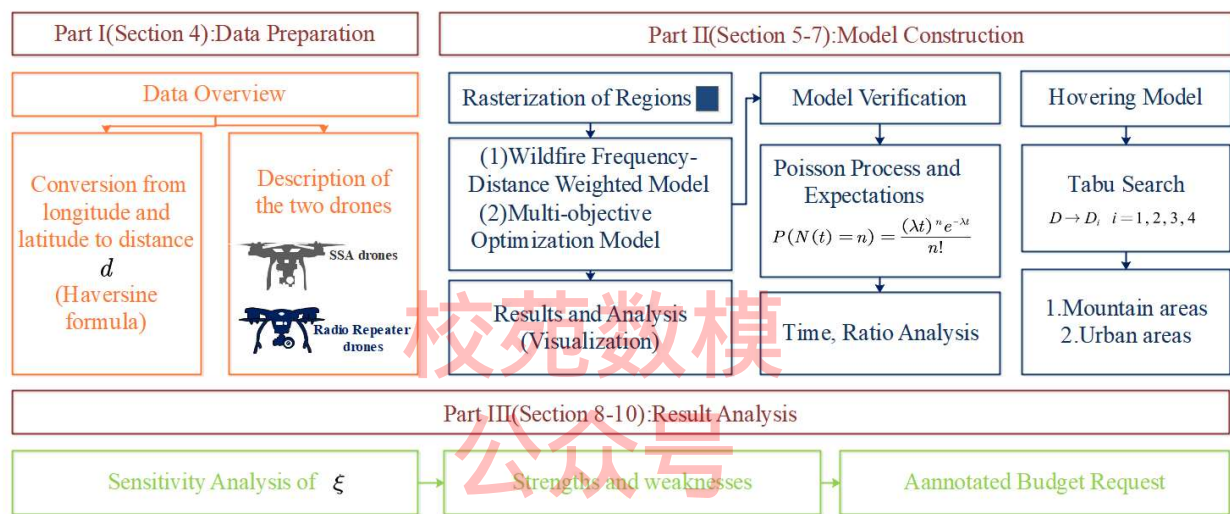 Part I(Section 4):Data Preparation
Part II(Section 5-7):Model Construction
Data Overview
Conversion from
longitude and
latitude to distance
d
(Haversine
formula)
Description of
the two drones
SSA drones
Radio Repeater
drones
Rasterization of Regions
(1)Wildfire Frequency-
Distance Weighted Model
(2)Multi-objective
Optimization Model
Results and Analysis
(Visualization)
Model Verification
Poisson Process and
Expectations
P(N(t)=n)=\frac{(λt)^n e^{-λt}}{n!}
Time, Ratio Analysis
Hovering Model
Tabu Search
D→D_i i=1,2,3,4
1.Mountain areas
2.Urban areas
校苑数模
Part III(Section 8-10):Result Analysis
公众号
Sensitivity Analysis of ξ
Strengths and weaknesses
Aannotated Budget Request